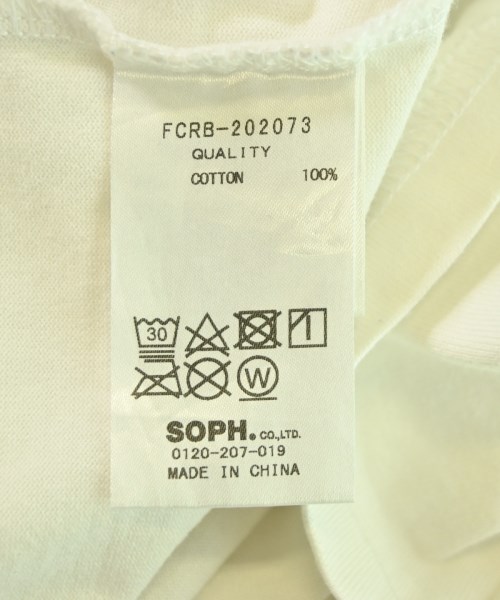 FCRB-202073
QUALITY
COTTON 100%
30
W
SOPH. CO.,LTD.
0120-207-019
MADE IN CHINA